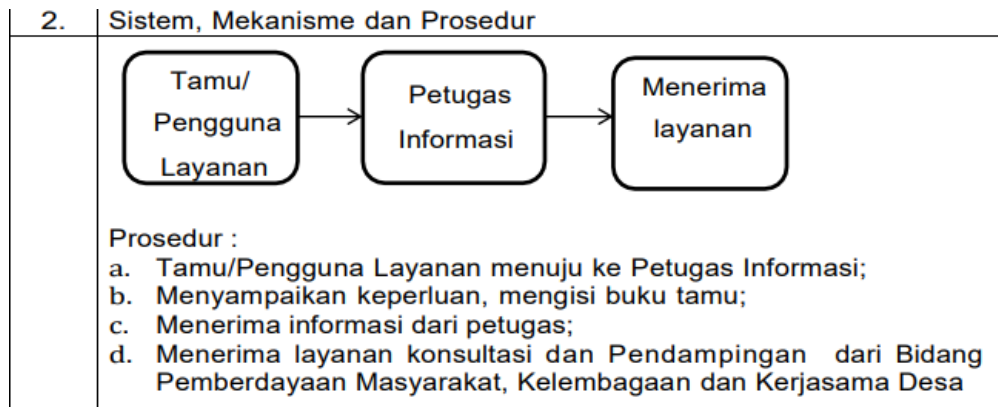 2. Sistem, Mekanisme dan Prosedur
Tamu/
Pengguna
Layanan
Petugas
Informasi
Menerima
layanan
Prosedur :
a. Tamu/Pengguna Layanan menuju ke Petugas Informasi;
b. Menyampaikan keperluan, mengisi buku tamu;
c. Menerima informasi dari petugas;
d. Menerima layanan konsultasi dan Pendampingan dari Bidang
Pemberdayaan Masyarakat, Kelembagaan dan Kerjasama Desa